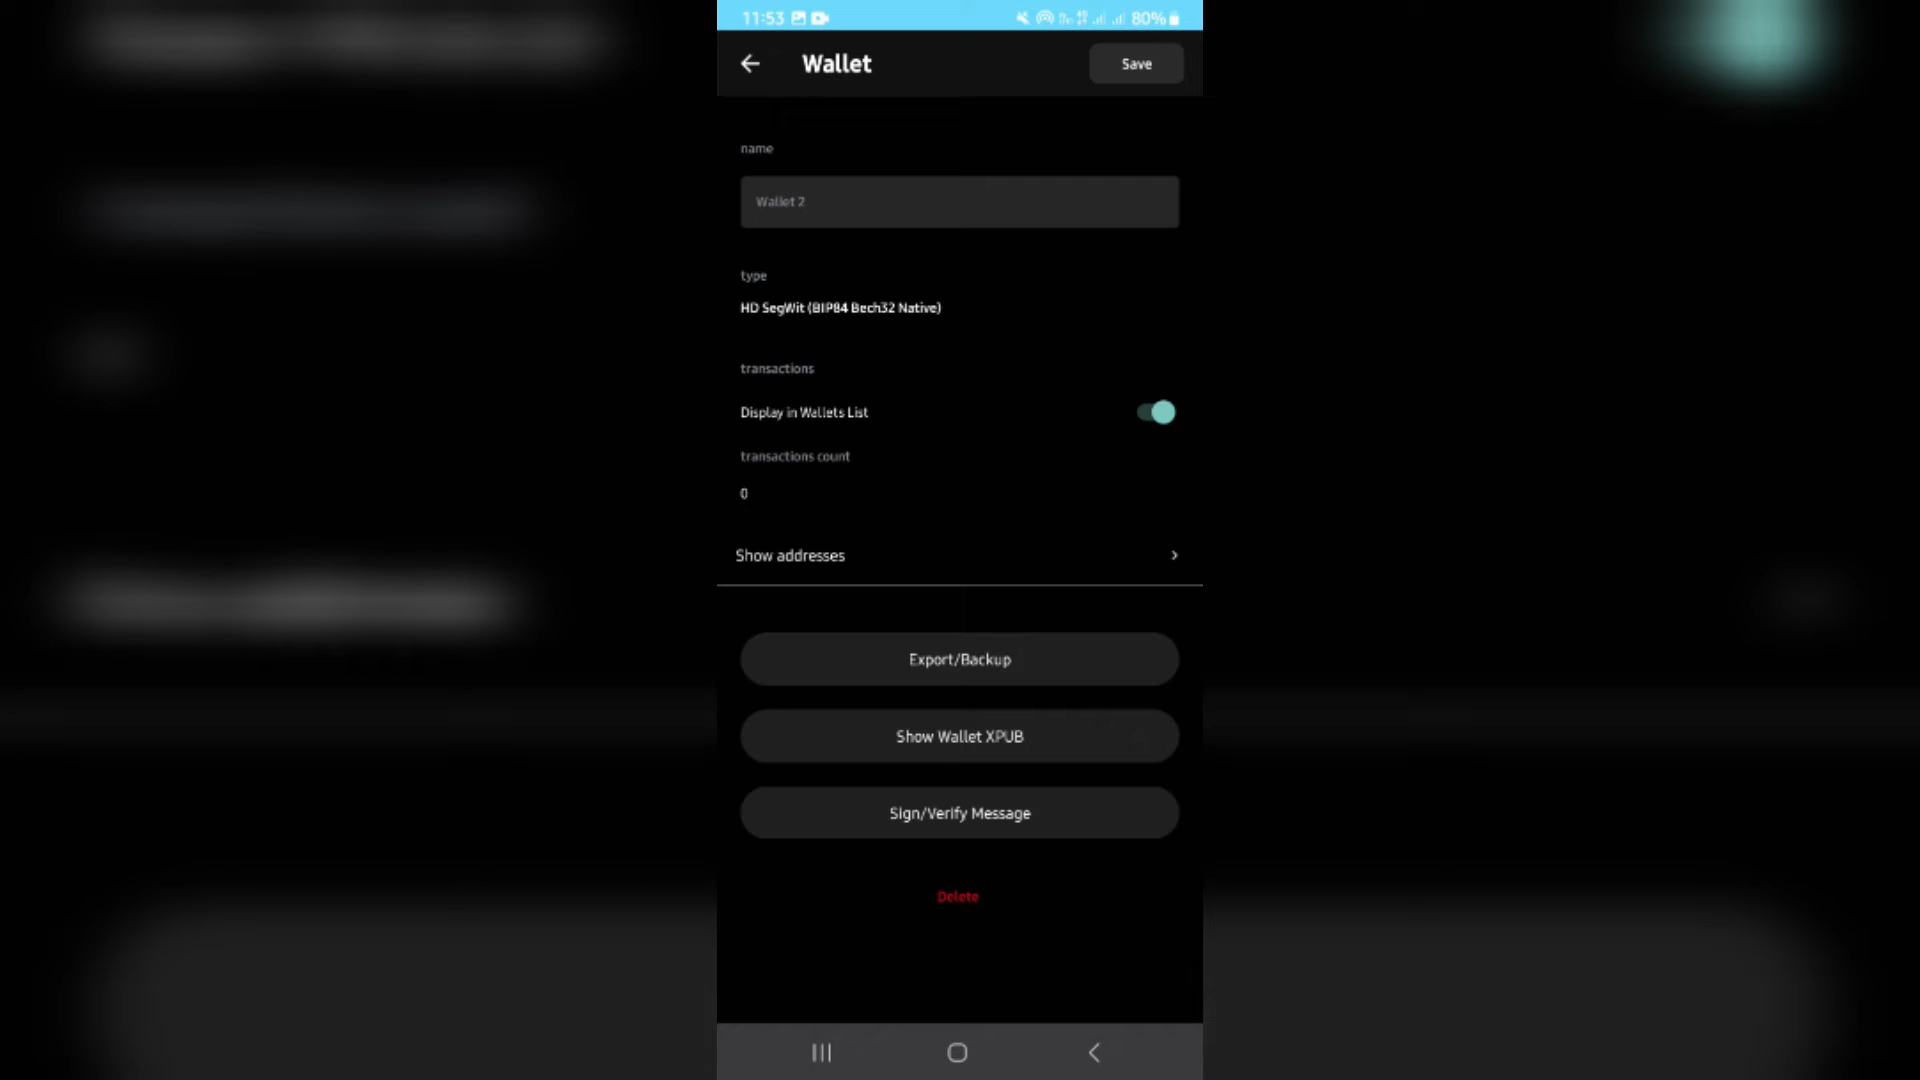 11:53 80%
Wallet Save
name
Wallet 2
type
HD SegWit (BIP84 Bech32 Native)
transactions
Display in Wallets List
transactions count
0
Show addresses
Export/Backup
Show Wallet XPUB
Sign/Verify Message
Delete